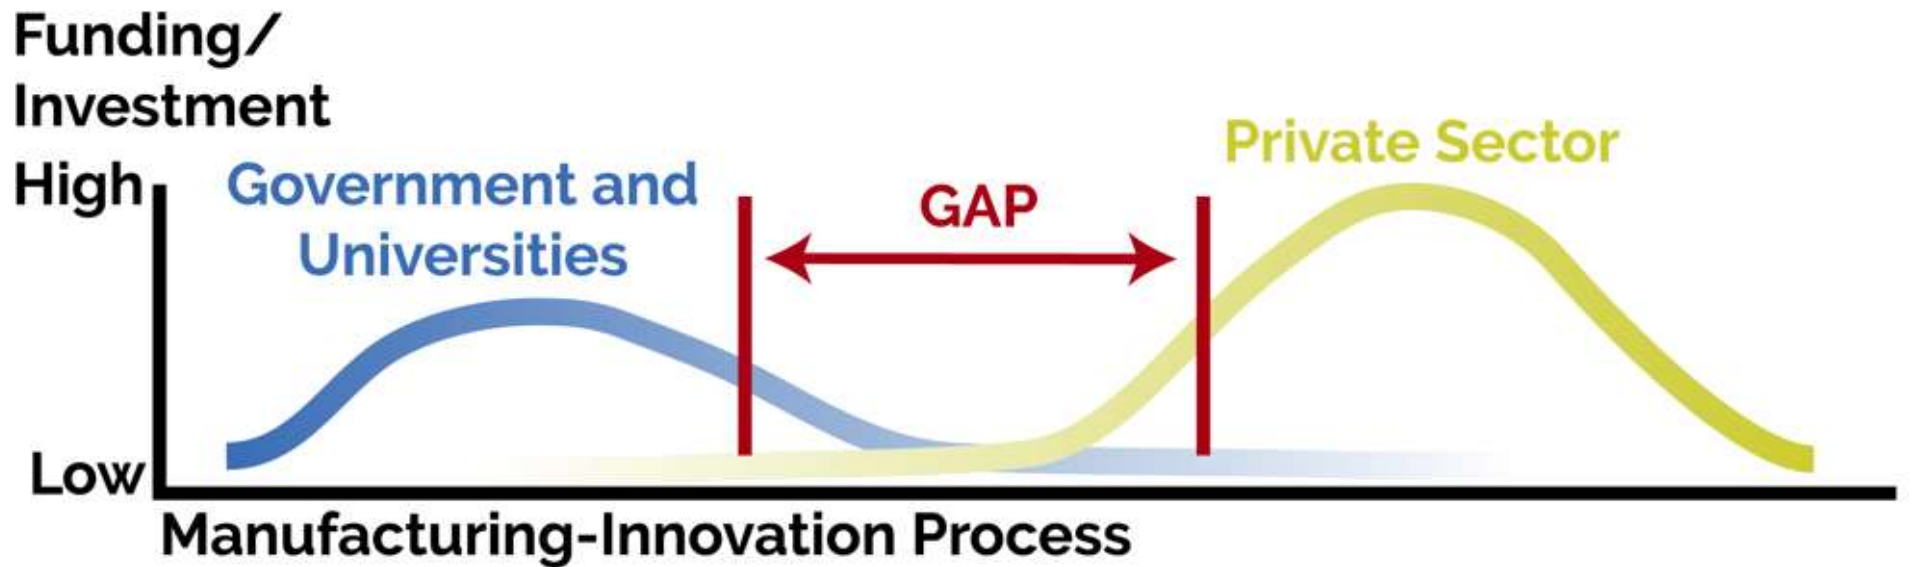 Funding/
Investment
High
Government and
Universities
GAP
Private Sector
Low
Manufacturing-Innovation Process